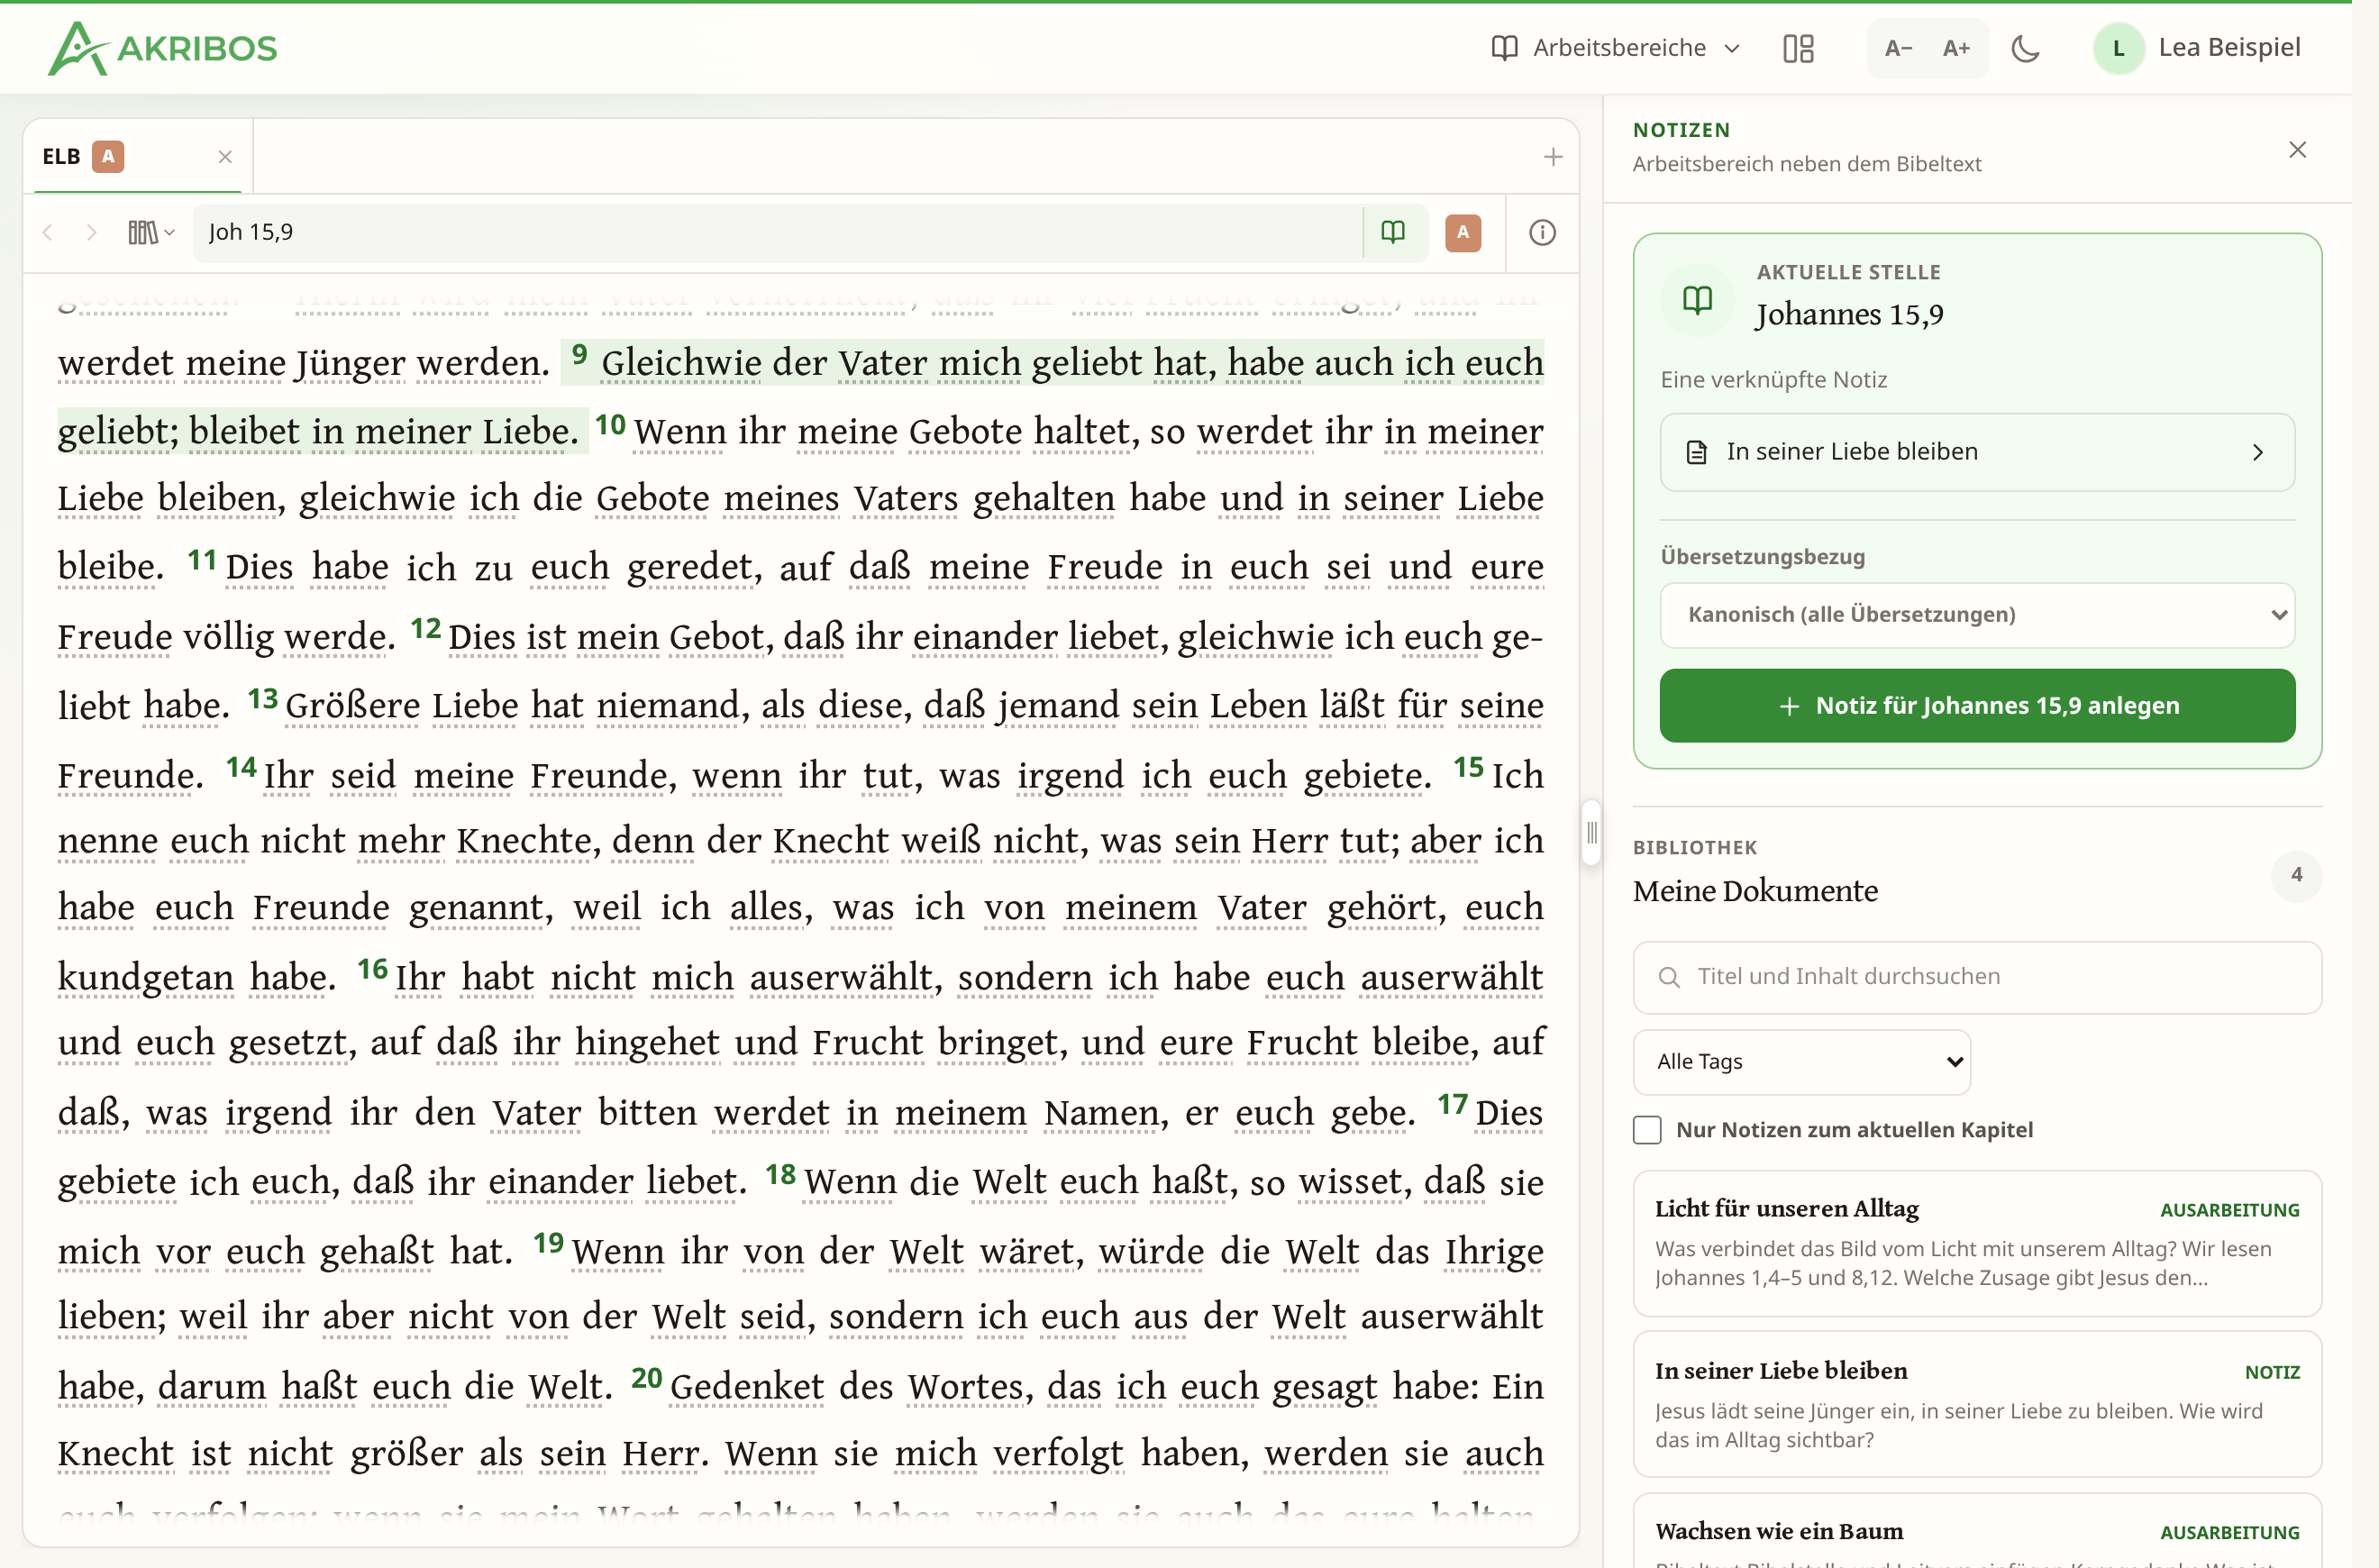 AKRIBOS
Arbeitsbereiche
A−
A+
L
Lea Beispiel
ELB A
Joh 15,9
A
werdet meine Jünger werden. 9 Gleichwie der Vater mich geliebt hat, habe auch ich euch
geliebt; bleibet in meiner Liebe. 10 Wenn ihr meine Gebote haltet, so werdet ihr in meiner
Liebe bleiben, gleichwie ich die Gebote meines Vaters gehalten habe und in seiner Liebe
bleibe. 11 Dies habe ich zu euch geredet, auf daß meine Freude in euch sei und eure
Freude völlig werde. 12 Dies ist mein Gebot, daß ihr einander liebet, gleichwie ich euch ge-
liebt habe. 13 Größere Liebe hat niemand, als diese, daß jemand sein Leben läßt für seine
Freunde. 14 Ihr seid meine Freunde, wenn ihr tut, was irgend ich euch gebiete. 15 Ich
nenne euch nicht mehr Knechte, denn der Knecht weiß nicht, was sein Herr tut; aber ich
habe euch Freunde genannt, weil ich alles, was ich von meinem Vater gehört, euch
kundgetan habe. 16 Ihr habt nicht mich auserwählt, sondern ich habe euch auserwählt
und euch gesetzt, auf daß ihr hingehet und Frucht bringet, und eure Frucht bleibe, auf
daß, was irgend ihr den Vater bitten werdet in meinem Namen, er euch gebe. 17 Dies
gebiete ich euch, daß ihr einander liebet. 18 Wenn die Welt euch haßt, so wisset, daß sie
mich vor euch gehaßt hat. 19 Wenn ihr von der Welt wäret, würde die Welt das Ihrige
lieben; weil ihr aber nicht von der Welt seid, sondern ich euch aus der Welt auserwählt
habe, darum haßt euch die Welt. 20 Gedenket des Wortes, das ich euch gesagt habe: Ein
Knecht ist nicht größer als sein Herr. Wenn sie mich verfolgt haben, werden sie auch
euch verfolgen; wenn sie mein Wort gehalten haben, werden sie auch das eure halten.
NOTIZEN
Arbeitsbereich neben dem Bibeltext
AKTUELLE STELLE
Johannes 15,9
Eine verknüpfte Notiz
In seiner Liebe bleiben
Übersetzungsbezug
Kanonisch (alle Übersetzungen)
Notiz für Johannes 15,9 anlegen
BIBLIOTHEK
Meine Dokumente
4
Titel und Inhalt durchsuchen
Alle Tags
Nur Notizen zum aktuellen Kapitel
Licht für unseren Alltag
AUSARBEITUNG
Was verbindet das Bild vom Licht mit unserem Alltag? Wir lesen
Johannes 1,4–5 und 8,12. Welche Zusage gibt Jesus den...
In seiner Liebe bleiben
NOTIZ
Jesus lädt seine Jünger ein, in seiner Liebe zu bleiben. Wie wird
das im Alltag sichtbar?
Wachsen wie ein Baum
AUSARBEITUNG